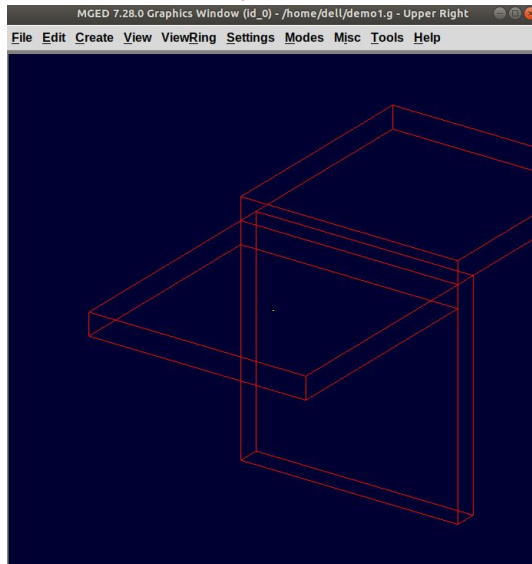 MGED 7.28.0 Graphics Window (id_0) - /home/dell/demo1.g - Upper Right
File Edit Create View ViewRing Settings Modes Misc Tools Help